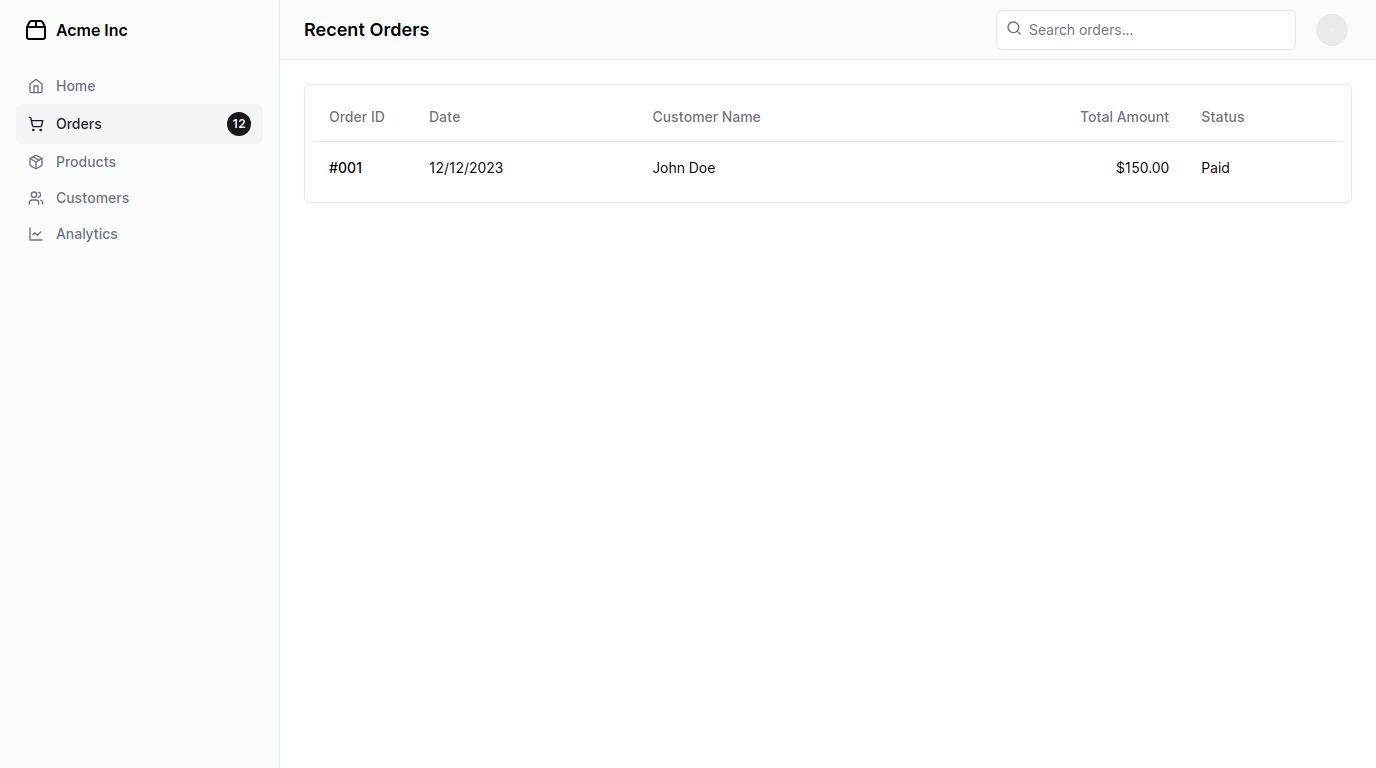 Acme Inc
Home
Orders 12
Products
Customers
Analytics
Recent Orders
Search orders...
Order ID Date Customer Name Total Amount Status
#001 12/12/2023 John Doe $150.00 Paid